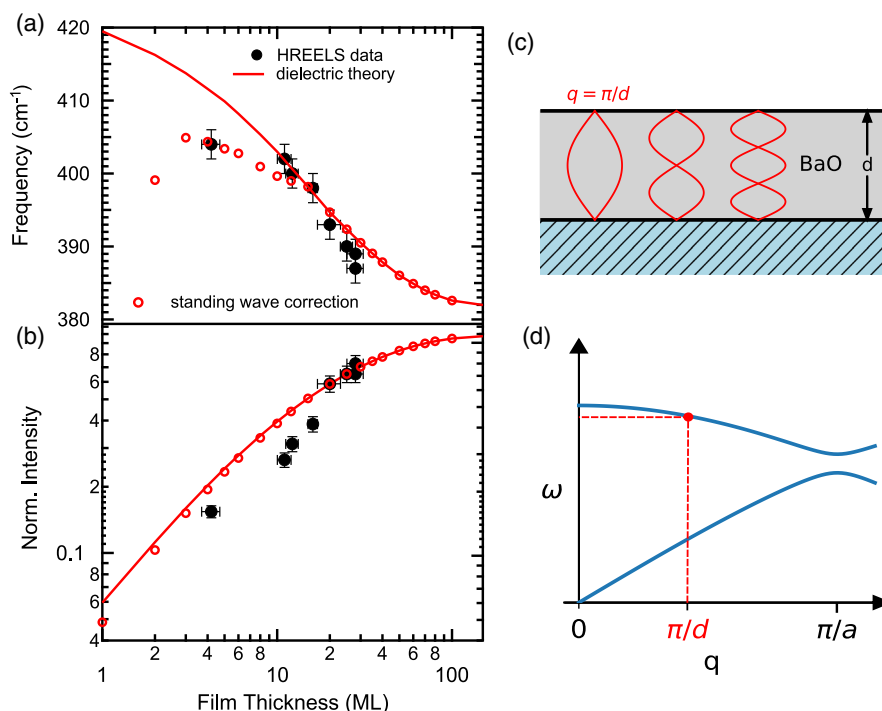 (a)
420
410
400
390
380
Frequency (cm⁻¹)
HREELS data
dielectric theory
standing wave correction
(b)
8
6
4
2
0.1
8
6
4
Norm. Intensity
1
2
4
6
8
10
2
4
6
8
100
Film Thickness (ML)
(c)
q = π/d
BaO
d
(d)
ω
0
π/d
π/a
q